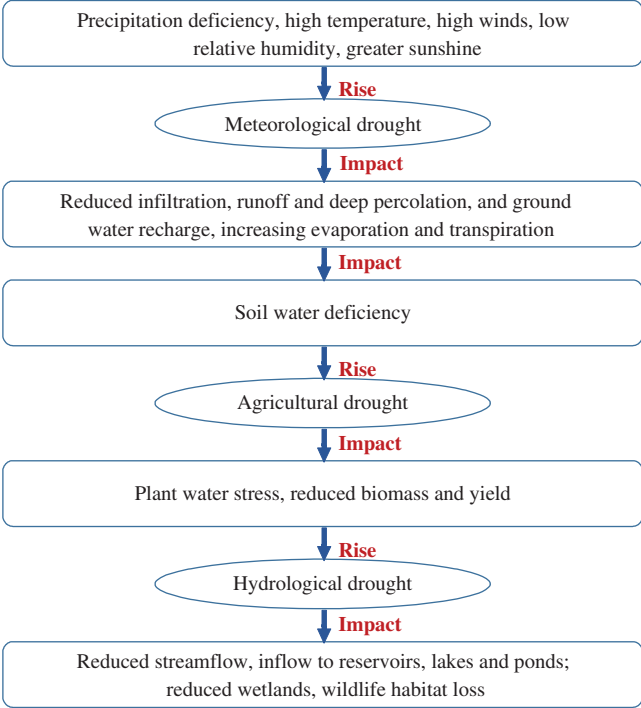 Precipitation deficiency, high temperature, high winds, low
relative humidity, greater sunshine
Rise
Meteorological drought
Impact
Reduced infiltration, runoff and deep percolation, and ground
water recharge, increasing evaporation and transpiration
Impact
Soil water deficiency
Rise
Agricultural drought
Impact
Plant water stress, reduced biomass and yield
Rise
Hydrological drought
Impact
Reduced streamflow, inflow to reservoirs, lakes and ponds;
reduced wetlands, wildlife habitat loss